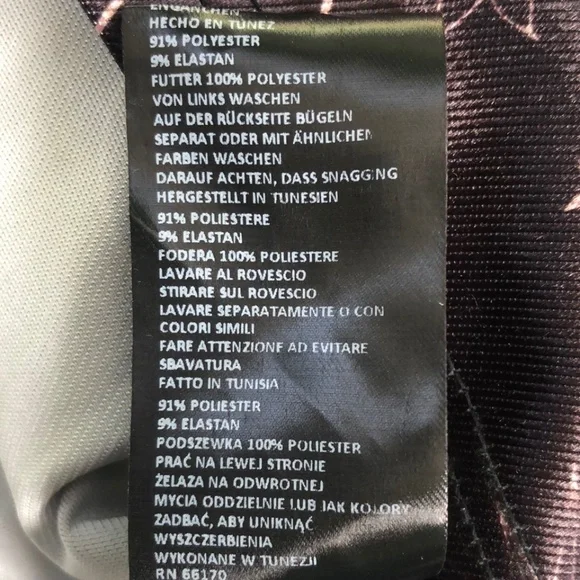 ENGANCHEN
HECHO EN TUNEZ
91% POLYESTER
9% ELASTAN
FUTTER 100% POLYESTER
VON LINKS WASCHEN
AUF DER RÜCKSEITE BÜGELN
SEPARAT ODER MIT ÄHNLICHEN
FARBEN WASCHEN
DARAUF ACHTEN, DASS SNAGGING
HERGESTELLT IN TUNESIEN
91% POLIESTERE
9% ELASTAN
FODERA 100% POLIESTERE
LAVARE AL ROVESCIO
STIRARE SUL ROVESCIO
LAVARE SEPARATAMENTE O CON
COLORI SIMILI
FARE ATTENZIONE AD EVITARE
SBAVATURA
FATTO IN TUNISIA
91% POLIESTER
9% ELASTAN
PODSZEWKA 100% POLIESTER
PRAĆ NA LEWEJ STRONIE
ŻELAZA NA ODWROTNEJ
MYCIA ODDZIELNIE LUB JAK KOLORY
ZADBAĆ, ABY UNIKNĄĆ
WYSZCZERBIENIA
WYKONANE W TUNEZJI
RN 66170